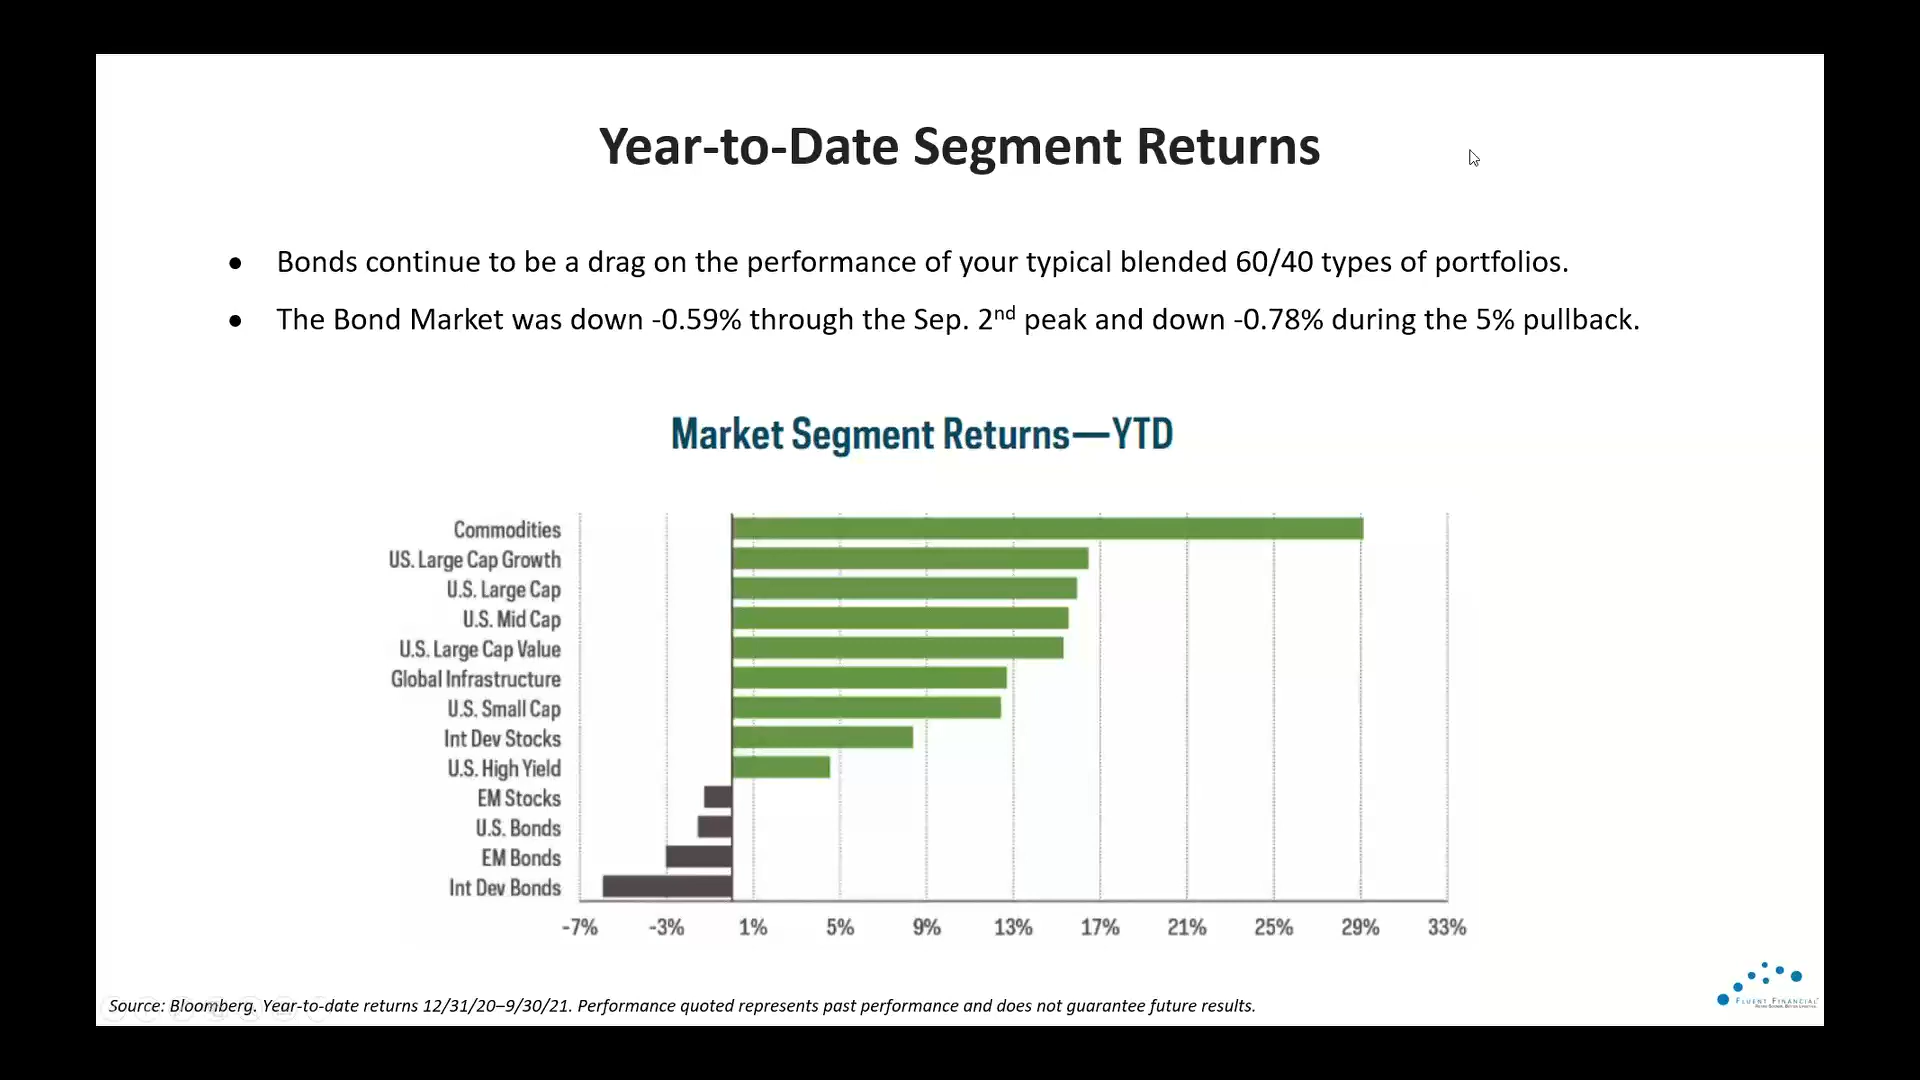 Year-to-Date Segment Returns
● Bonds continue to be a drag on the performance of your typical blended 60/40 types of portfolios.
● The Bond Market was down -0.59% through the Sep. 2nd peak and down -0.78% during the 5% pullback.
Market Segment Returns—YTD
Commodities
US. Large Cap Growth
U.S. Large Cap
U.S. Mid Cap
U.S. Large Cap Value
Global Infrastructure
U.S. Small Cap
Int Dev Stocks
U.S. High Yield
EM Stocks
U.S. Bonds
EM Bonds
Int Dev Bonds
-7% -3% 1% 5% 9% 13% 17% 21% 25% 29% 33%
Source: Bloomberg. Year-to-date returns 12/31/20–9/30/21. Performance quoted represents past performance and does not guarantee future results.
Fluent Financial